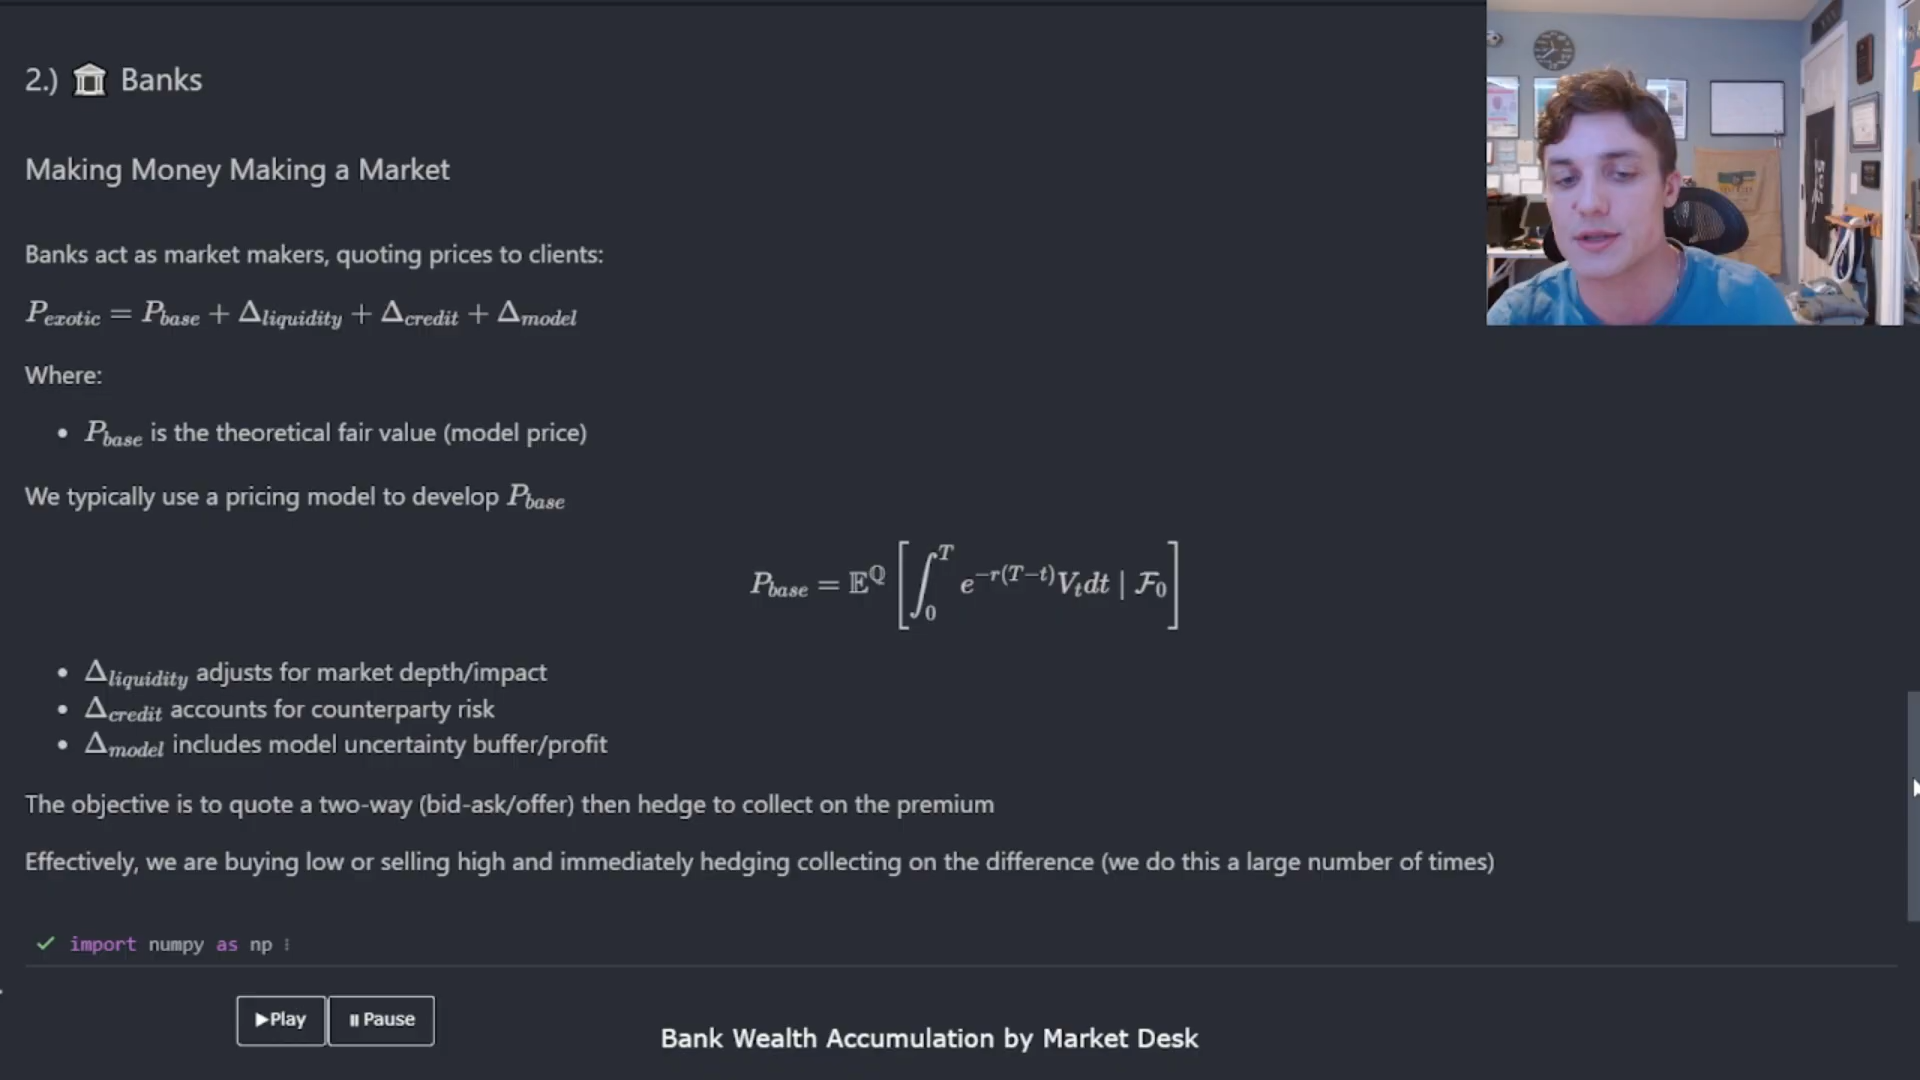 2.) 🏛 Banks
Making Money Making a Market
Banks act as market makers, quoting prices to clients:
P_exotic = P_base + Δ_liquidity + Δ_credit + Δ_model
Where:
• P_base is the theoretical fair value (model price)
We typically use a pricing model to develop P_base
P_base = 𝔼^ℚ [ ∫_0^T e^{-r(T-t)} V_t dt | ℱ_0 ]
• Δ_liquidity adjusts for market depth/impact
• Δ_credit accounts for counterparty risk
• Δ_model includes model uncertainty buffer/profit
The objective is to quote a two-way (bid-ask/offer) then hedge to collect on the premium
Effectively, we are buying low or selling high and immediately hedging collecting on the difference (we do this a large number of times)
import numpy as np
▶Play ⏸Pause
Bank Wealth Accumulation by Market Desk